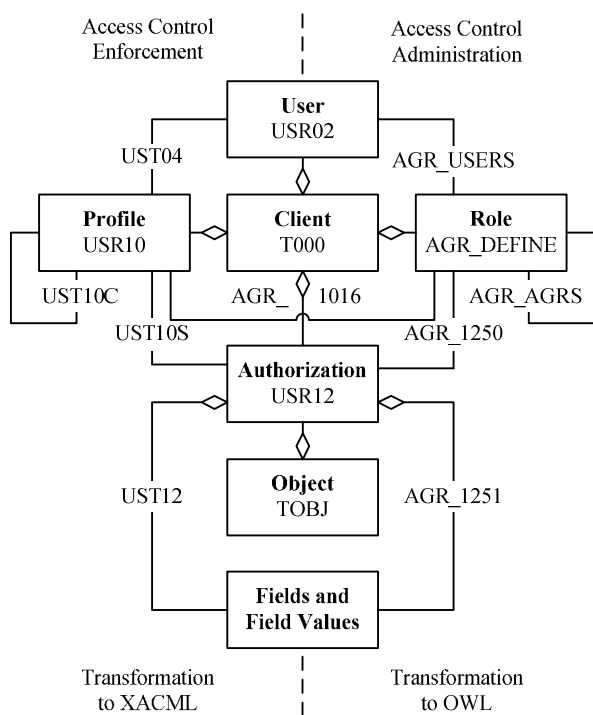 Access Control
Enforcement
Access Control
Administration
User
USR02
UST04
AGR_USERS
Profile
USR10
Client
T000
Role
AGR_DEFINE
UST10C
AGR_ 1016
AGR_AGRS
UST10S
AGR_1250
Authorization
USR12
Object
TOBJ
UST12
AGR_1251
Fields and
Field Values
Transformation
to XACML
Transformation
to OWL